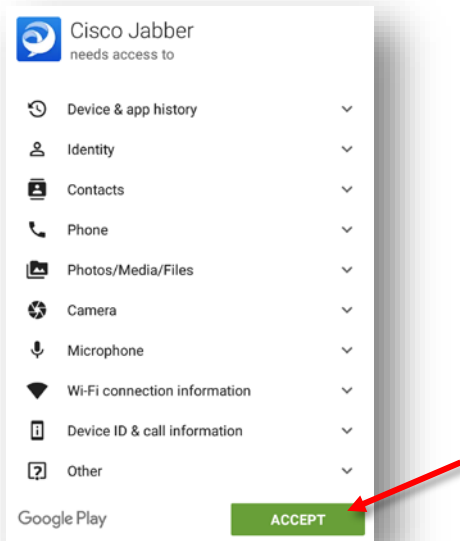 Cisco Jabber
needs access to
Device & app history
Identity
Contacts
Phone
Photos/Media/Files
Camera
Microphone
Wi-Fi connection information
Device ID & call information
Other
Google Play
ACCEPT